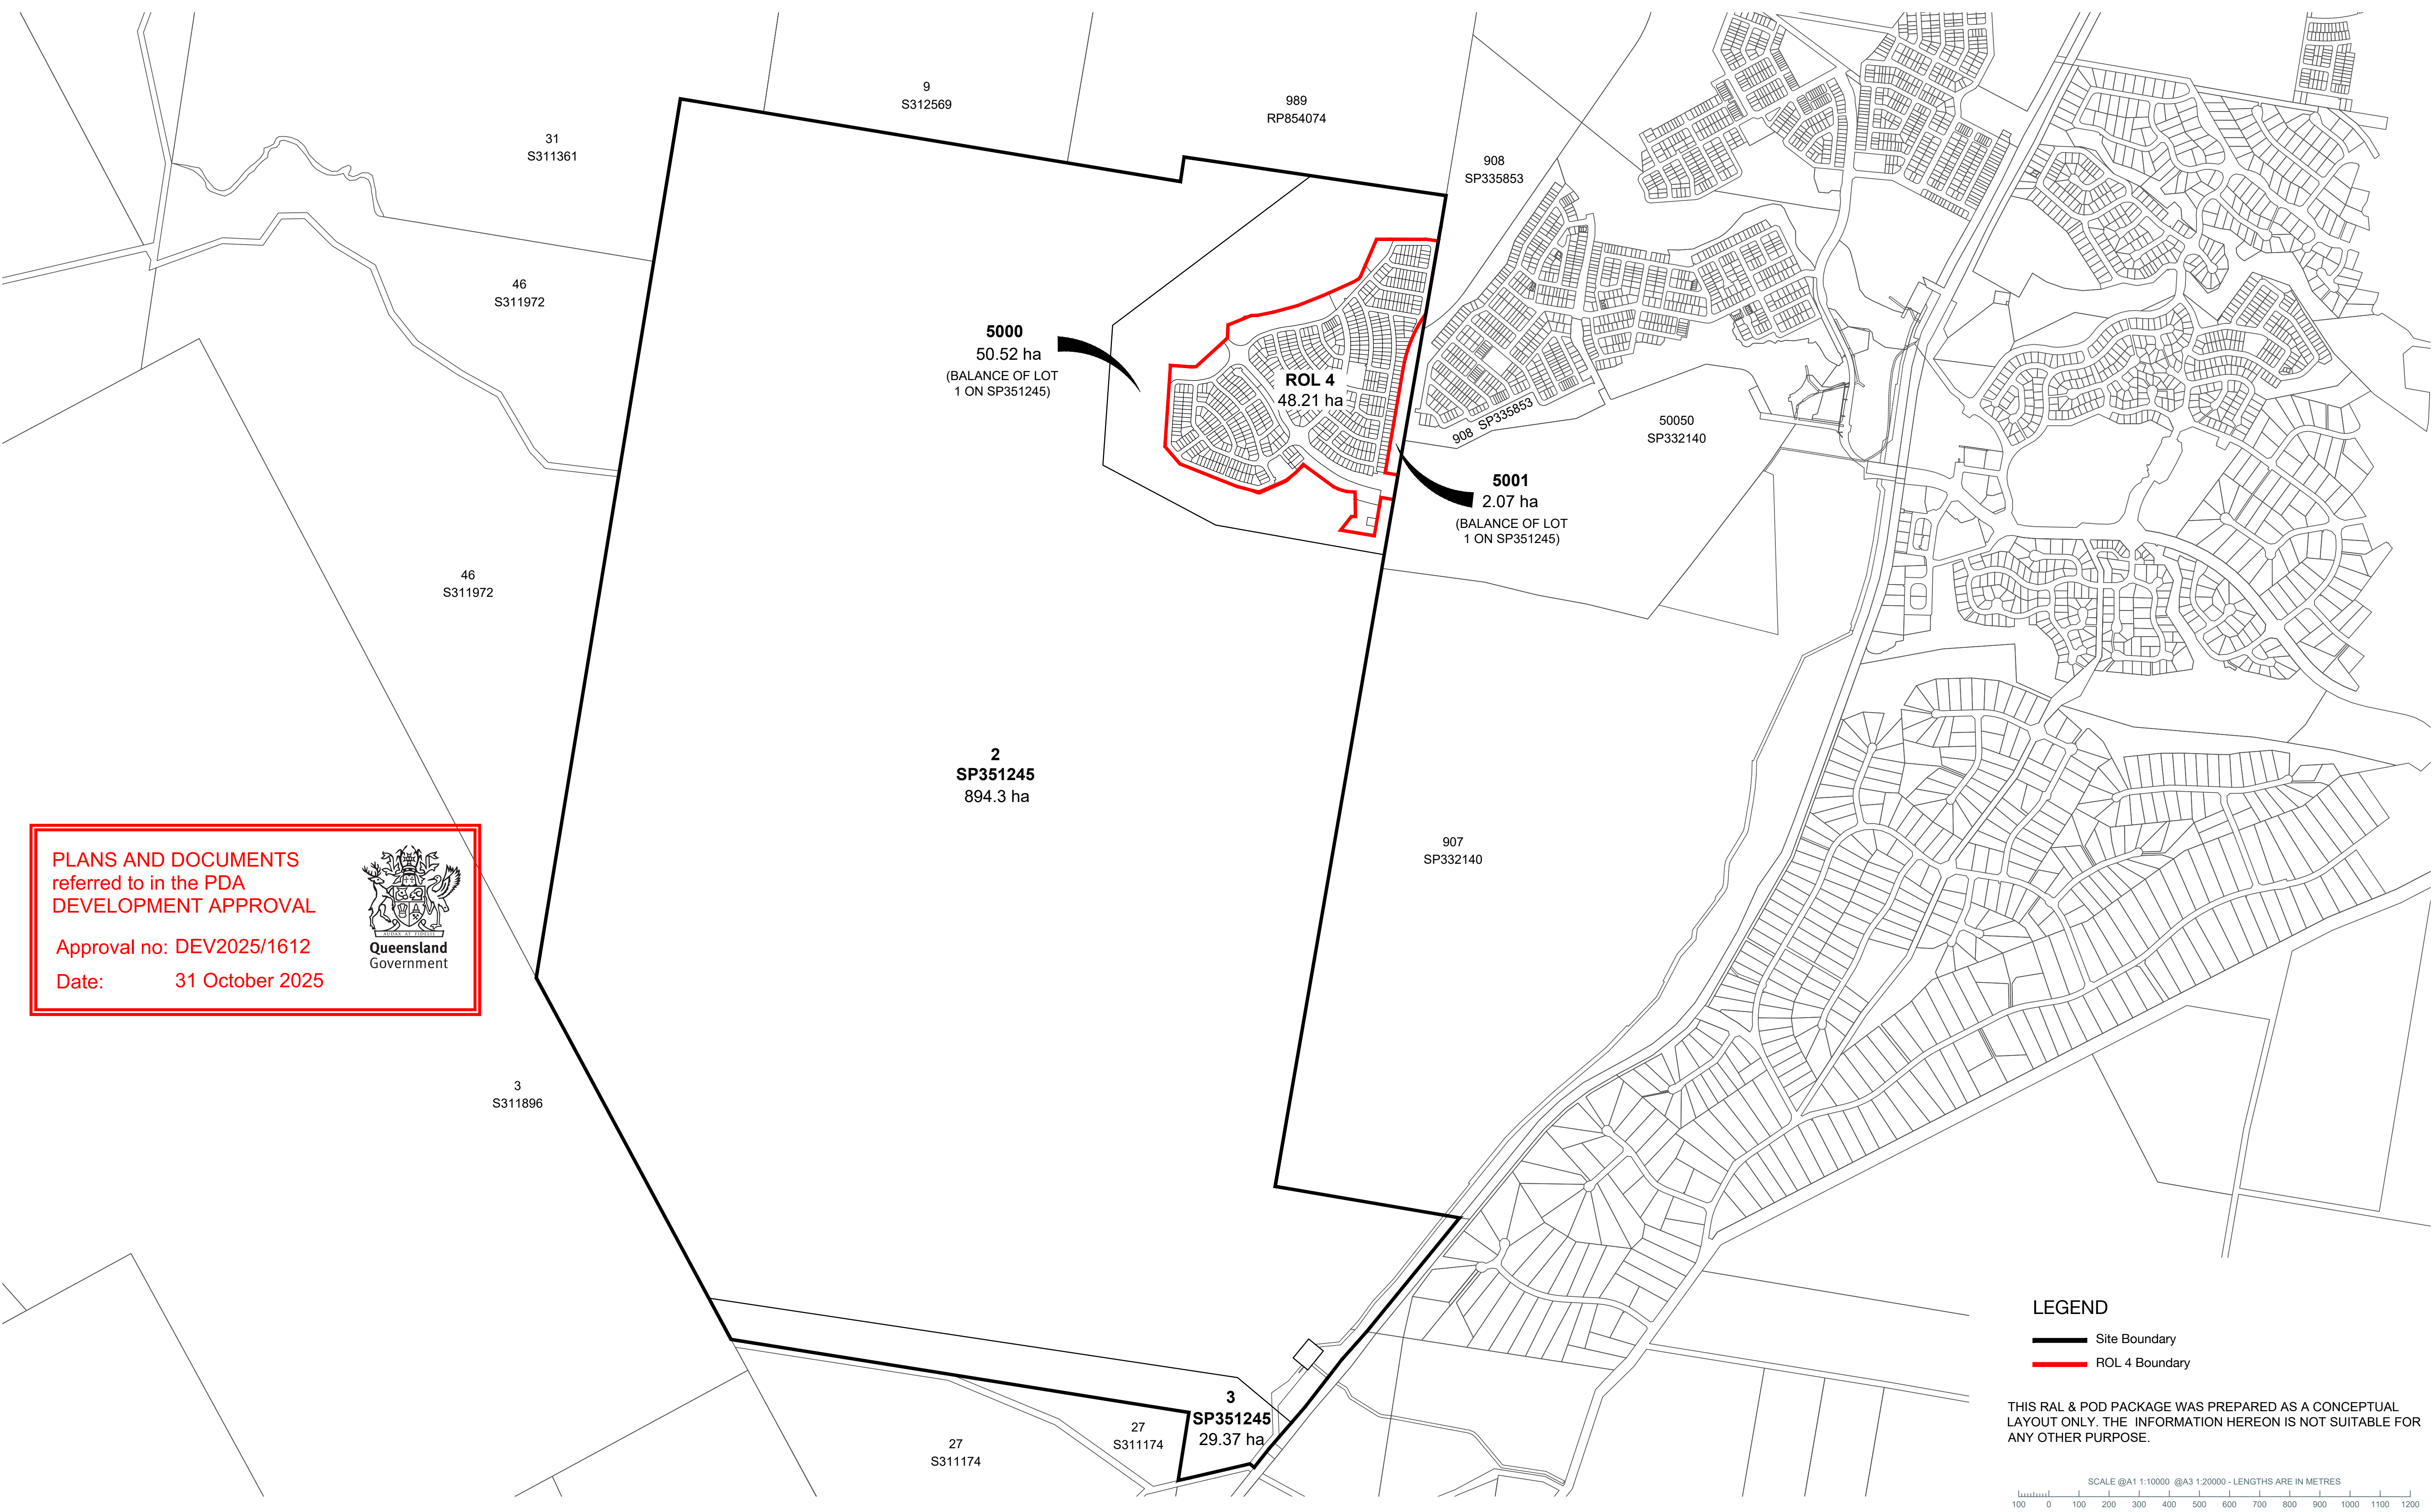 9
S312569
989
RP854074
31
S311361
908
SP335853
46
S311972
5000
50.52 ha
(BALANCE OF LOT
1 ON SP351245)
ROL 4
48.21 ha
908 SP335853
50050
SP332140
5001
2.07 ha
(BALANCE OF LOT
1 ON SP351245)
46
S311972
2
SP351245
894.3 ha
907
SP332140
PLANS AND DOCUMENTS
referred to in the PDA
DEVELOPMENT APPROVAL
Approval no: DEV2025/1612
Date: 31 October 2025
AUDAX AT FIDELIS
Queensland
Government
3
S311896
LEGEND
Site Boundary
ROL 4 Boundary
3
SP351245
29.37 ha
27
S311174
27
S311174
THIS RAL & POD PACKAGE WAS PREPARED AS A CONCEPTUAL
LAYOUT ONLY. THE INFORMATION HEREON IS NOT SUITABLE FOR
ANY OTHER PURPOSE.
SCALE @A1 1:10000 @A3 1:20000 - LENGTHS ARE IN METRES
100 0 100 200 300 400 500 600 700 800 900 1000 1100 1200